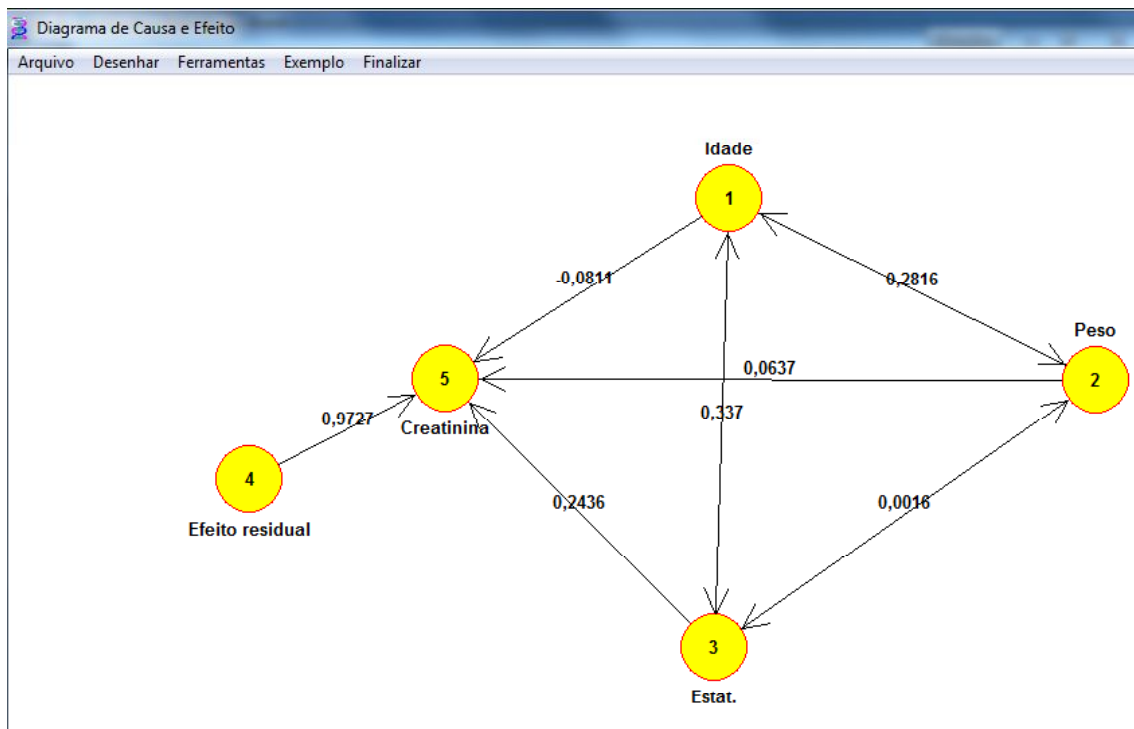 Diagrama de Causa e Efeito
Arquivo Desenhar Ferramentas Exemplo Finalizar
Idade
1
-0,0811
0,2816
Peso
5
0,0637
2
0,337
0,9727
Creatinina
4
0,2436
0,0016
Efeito residual
3
Estat.